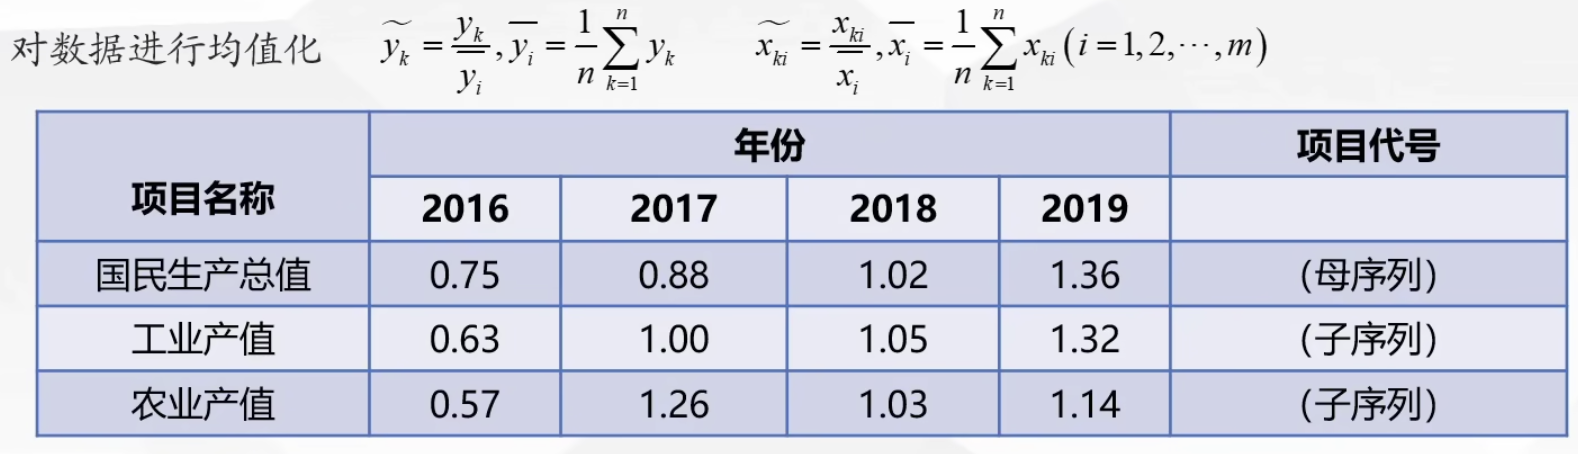 对数据进行均值化 $\widetilde{y_k} = \frac{y_k}{\overline{y_i}}, \overline{y_i} = \frac{1}{n}\sum_{k=1}^{n} y_k$ $\widetilde{x_{ki}} = \frac{x_{ki}}{\overline{x_i}}, \overline{x_i} = \frac{1}{n}\sum_{k=1}^{n} x_{ki} (i=1,2,\cdots,m)$
项目名称 年份 项目代号
2016 2017 2018 2019
国民生产总值 0.75 0.88 1.02 1.36 (母序列)
工业产值 0.63 1.00 1.05 1.32 (子序列)
农业产值 0.57 1.26 1.03 1.14 (子序列)